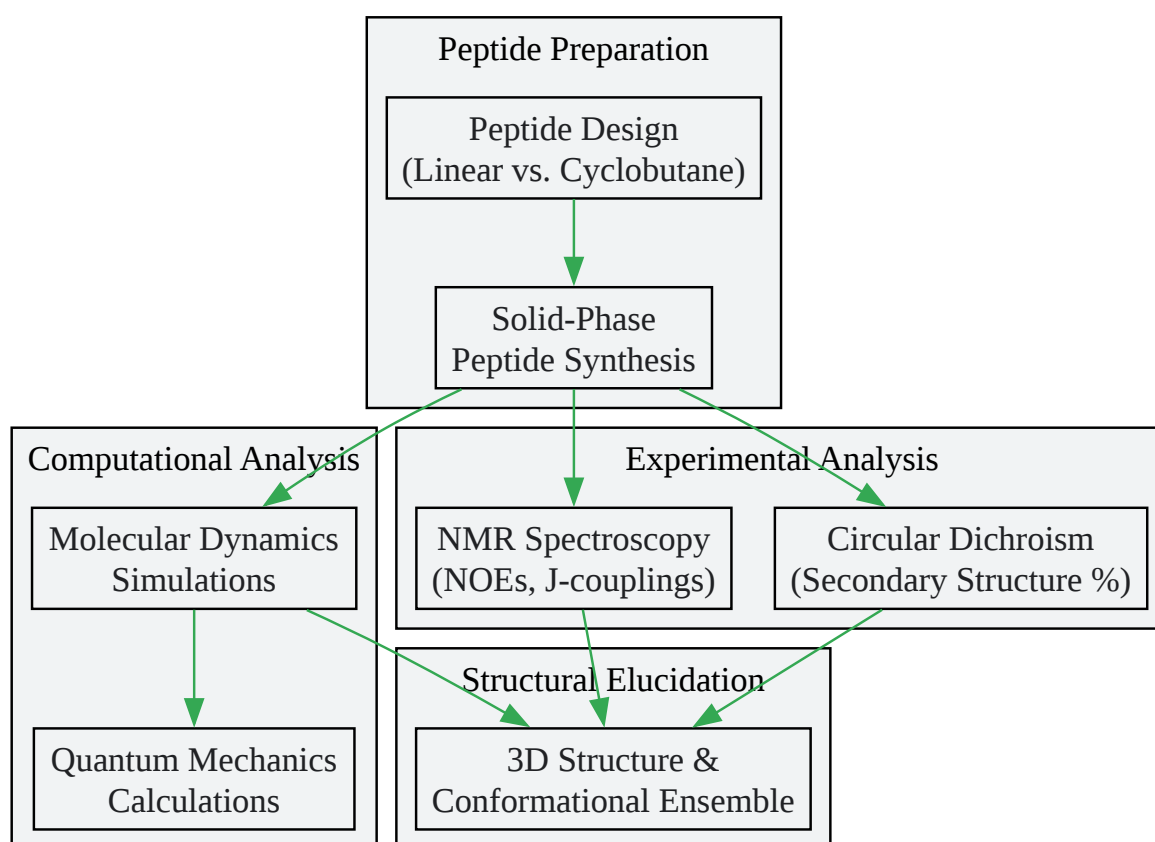 Peptide Preparation
Peptide Design
(Linear vs. Cyclobutane)
Solid-Phase
Peptide Synthesis
Computational Analysis
Molecular Dynamics
Simulations
Quantum Mechanics
Calculations
Experimental Analysis
NMR Spectroscopy
(NOEs, J-couplings)
Circular Dichroism
(Secondary Structure %)
Structural Elucidation
3D Structure &
Conformational Ensemble